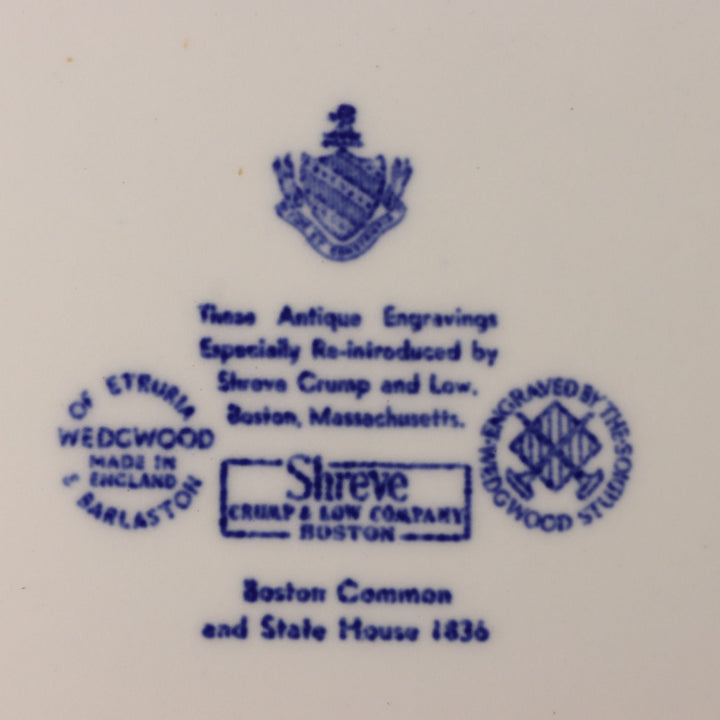 These Antique Engravings
Especially Re-introduced by
Shreve Crump and Low.
Boston, Massachusetts.
OF ETRURIA
WEDGWOOD
MADE IN
ENGLAND
& BARLASTON
Shreve
CRUMP & LOW COMPANY
BOSTON
ENGRAVED BY THE
WEDGWOOD STUDIOS
Boston Common
and State House 1836